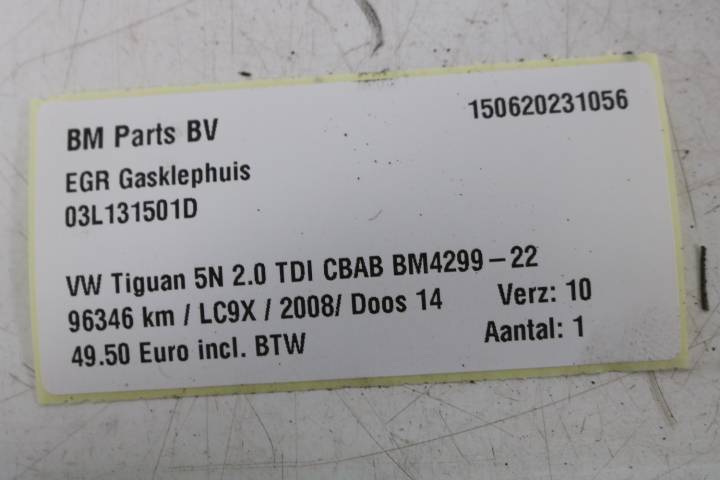 BM Parts BV 150620231056
EGR Gasklephuis
03L131501D
VW Tiguan 5N 2.0 TDI CBAB BM4299-22
96346 km / LC9X / 2008/ Doos 14 Verz: 10
49.50 Euro incl. BTW Aantal: 1